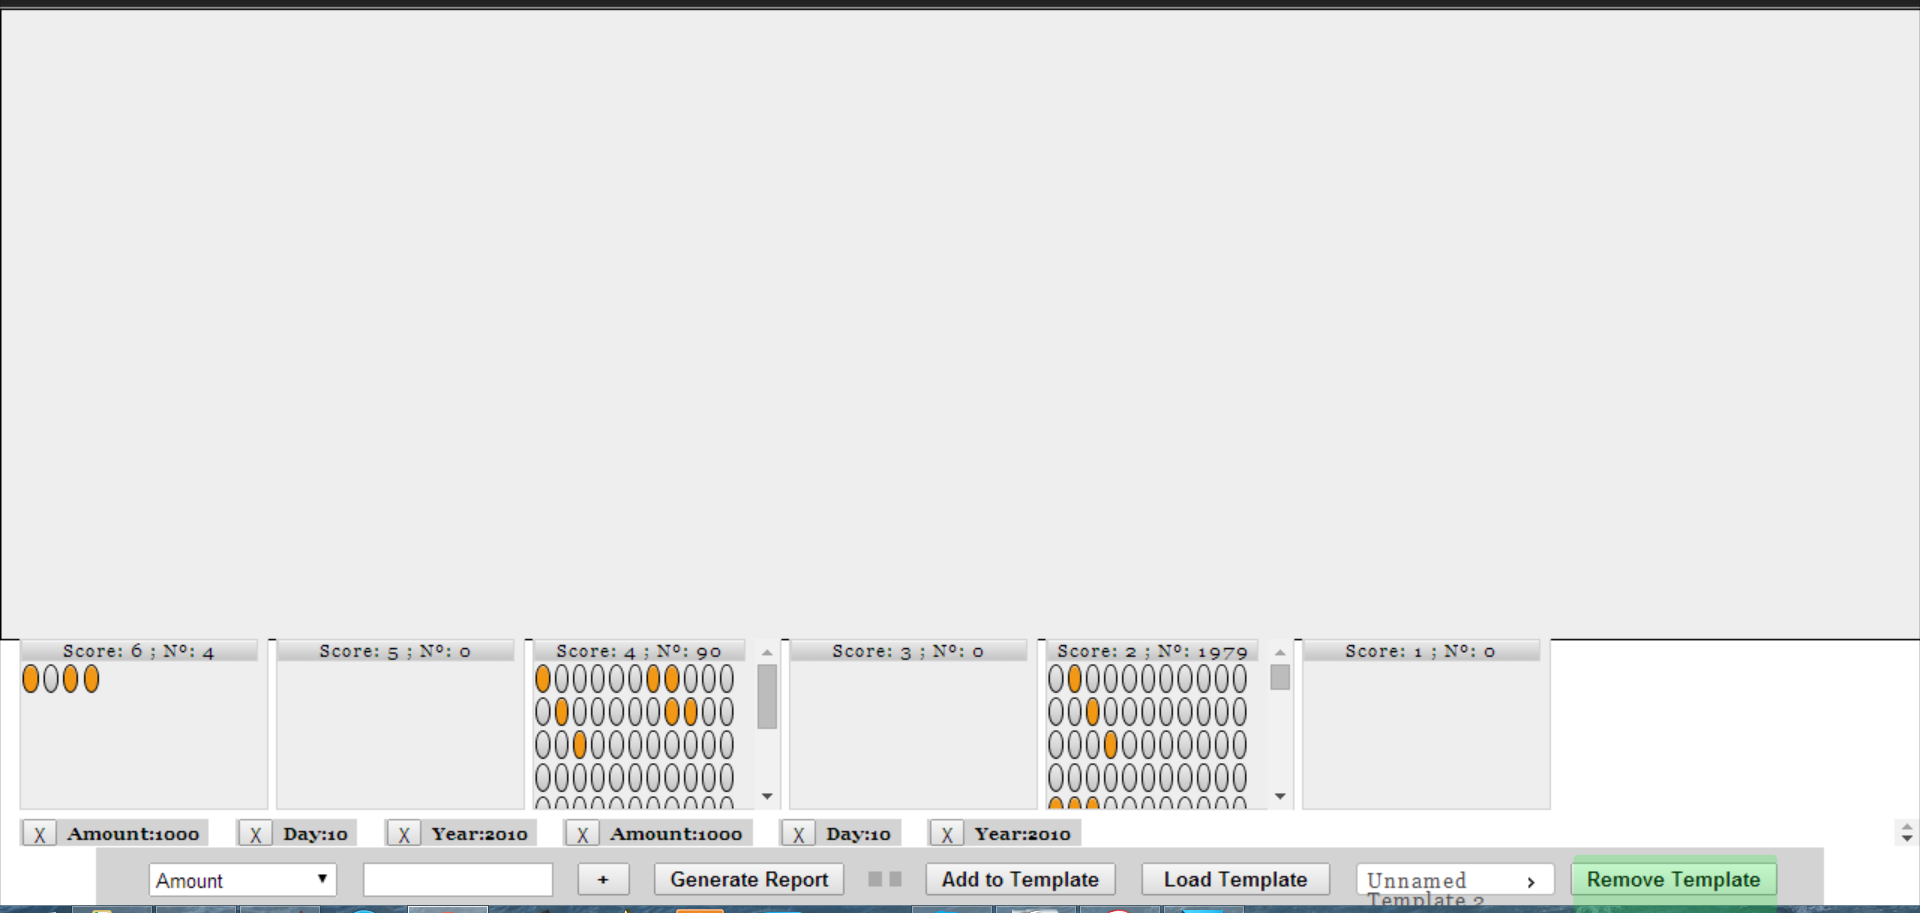 Score: 6 ; Nº: 4
Score: 5 ; Nº: 0
Score: 4 ; Nº: 90
Score: 3 ; Nº: 0
Score: 2 ; Nº: 1979
Score: 1 ; Nº: 0
X Amount:1000 X Day:10 X Year:2010 X Amount:1000 X Day:10 X Year:2010
Amount + Generate Report Add to Template Load Template Unnamed > Remove Template
Template 2